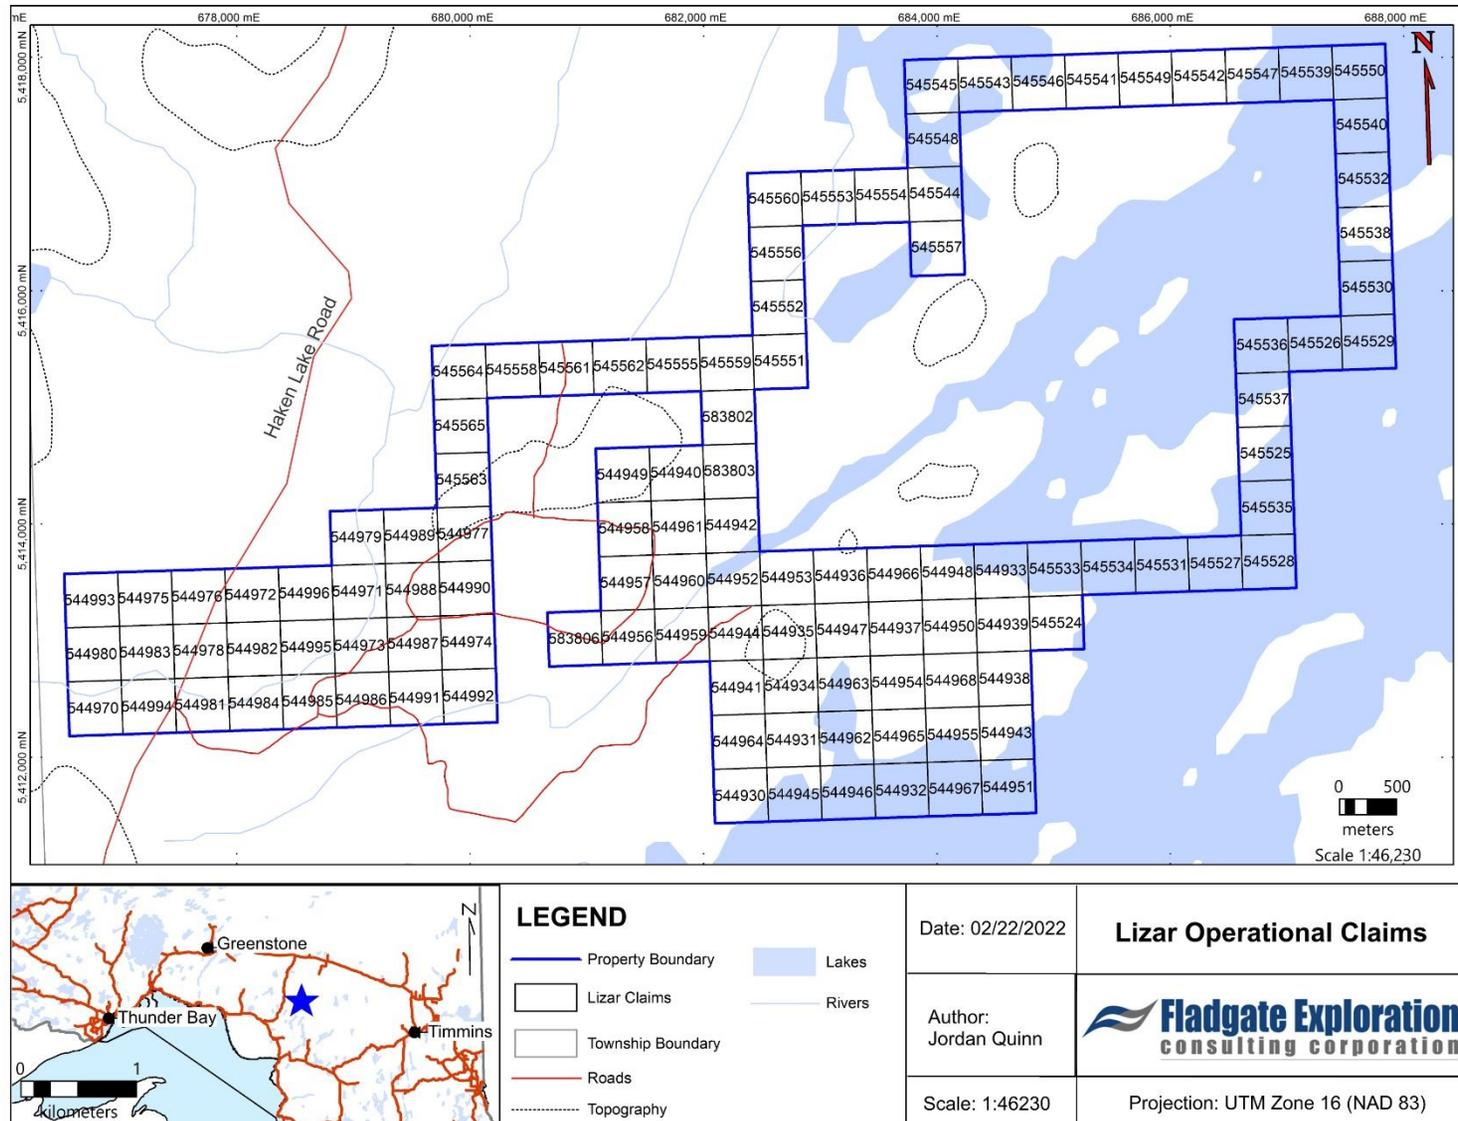 mE 678,000 mE 680,000 mE 682,000 mE 684,000 mE 686,000 mE 688,000 mE
5,418,000 mN
5,416,000 mN
5,414,000 mN
5,412,000 mN
N
545545 545543 545546 545541 545549 545542 545547 545539 545550
545548 545540
545560 545553 545554 545544 545532
545556 545557 545538
545552 545530
545564 545558 545561 545562 545555 545559 545551 545536 545526 545529
545565 583802 545537
545563 544949 544940 583803 545525
544979 544989 544977 544958 544961 544942 545535
544993 544975 544976 544972 544996 544971 544988 544990 544957 544960 544952 544953 544936 544966 544948 544933 545533 545534 545531 545527 545528
544980 544983 544978 544982 544995 544973 544987 544974 583806 544956 544959 544944 544935 544947 544937 544950 544939 545524
544970 544994 544981 544984 544985 544986 544991 544992 544941 544934 544963 544954 544968 544938
544964 544931 544962 544965 544955 544943
544930 544945 544946 544932 544967 544951
Haken Lake Road
0 500
meters
Scale 1:46,230
N
Greenstone
Thunder Bay
Timmins
0 1
kilometers
LEGEND
Property Boundary
Lizar Claims
Township Boundary
Roads
Topography
Lakes
Rivers
Date: 02/22/2022
Author:
Jordan Quinn
Scale: 1:46230
Lizar Operational Claims
Fladgate Exploration
consulting corporation
Projection: UTM Zone 16 (NAD 83)